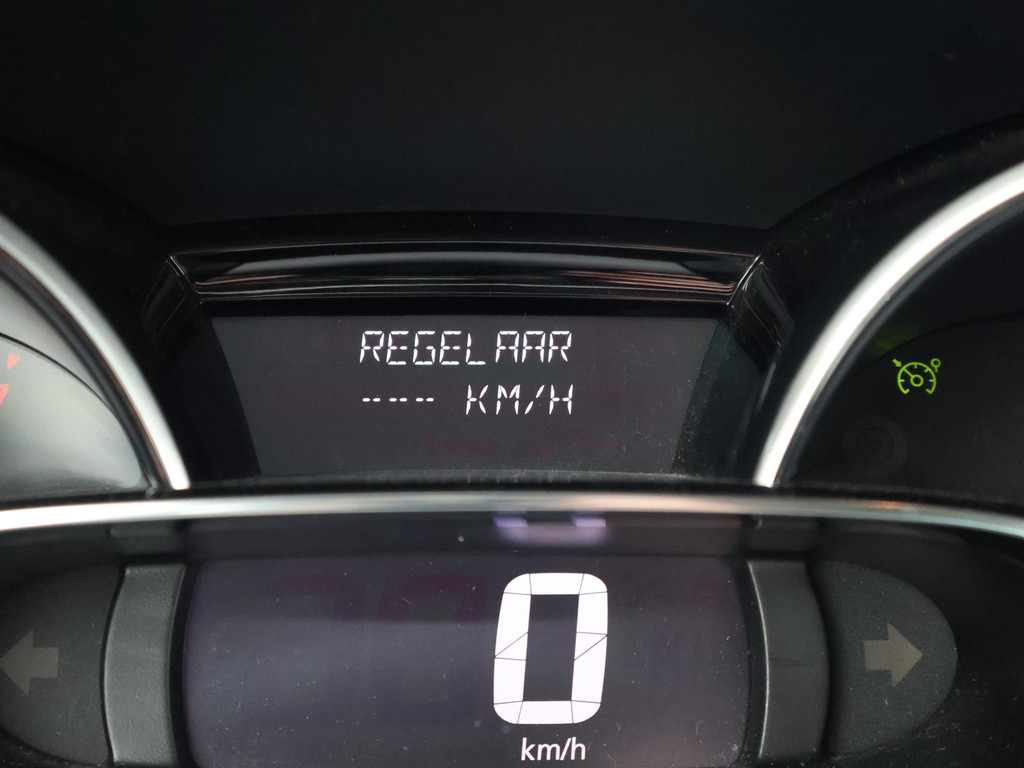 REGELAAR
---- KM/H
0
km/h